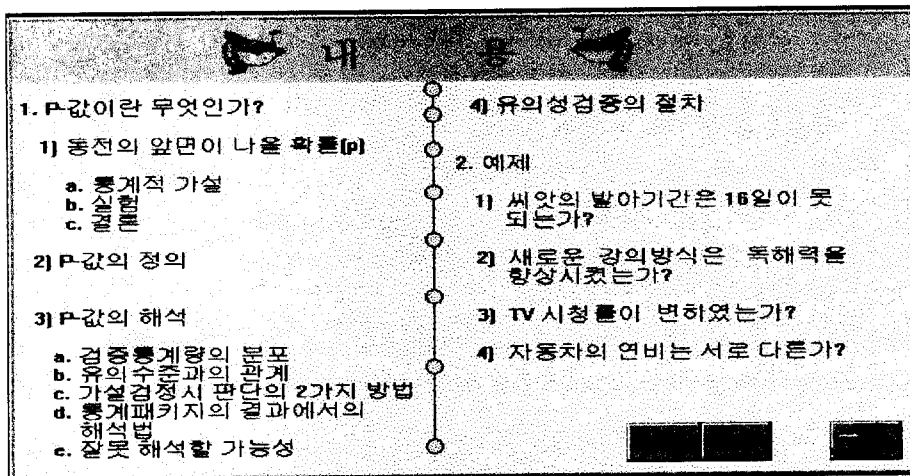 내 용
1. P-값이란 무엇인가?
1) 동전의 앞면이 나올 확률(p)
a. 통계적 가설
b. 실험
c. 결론
2) P-값의 정의
3) P-값의 해석
a. 검증통계량의 분포
b. 유의수준과의 관계
c. 가설검정시 판단의 2가지 방법
d. 통계패키지의 결과에서의
해석법
e. 잘못 해석할 가능성
4) 유의성검증의 절차
2. 예제
1) 씨앗의 발아기간은 16일이 못
되는가?
2) 새로운 강의방식은 독해력을
향상시켰는가?
3) TV 시청률이 변하였는가?
4) 자동차의 연비는 서로 다른가?